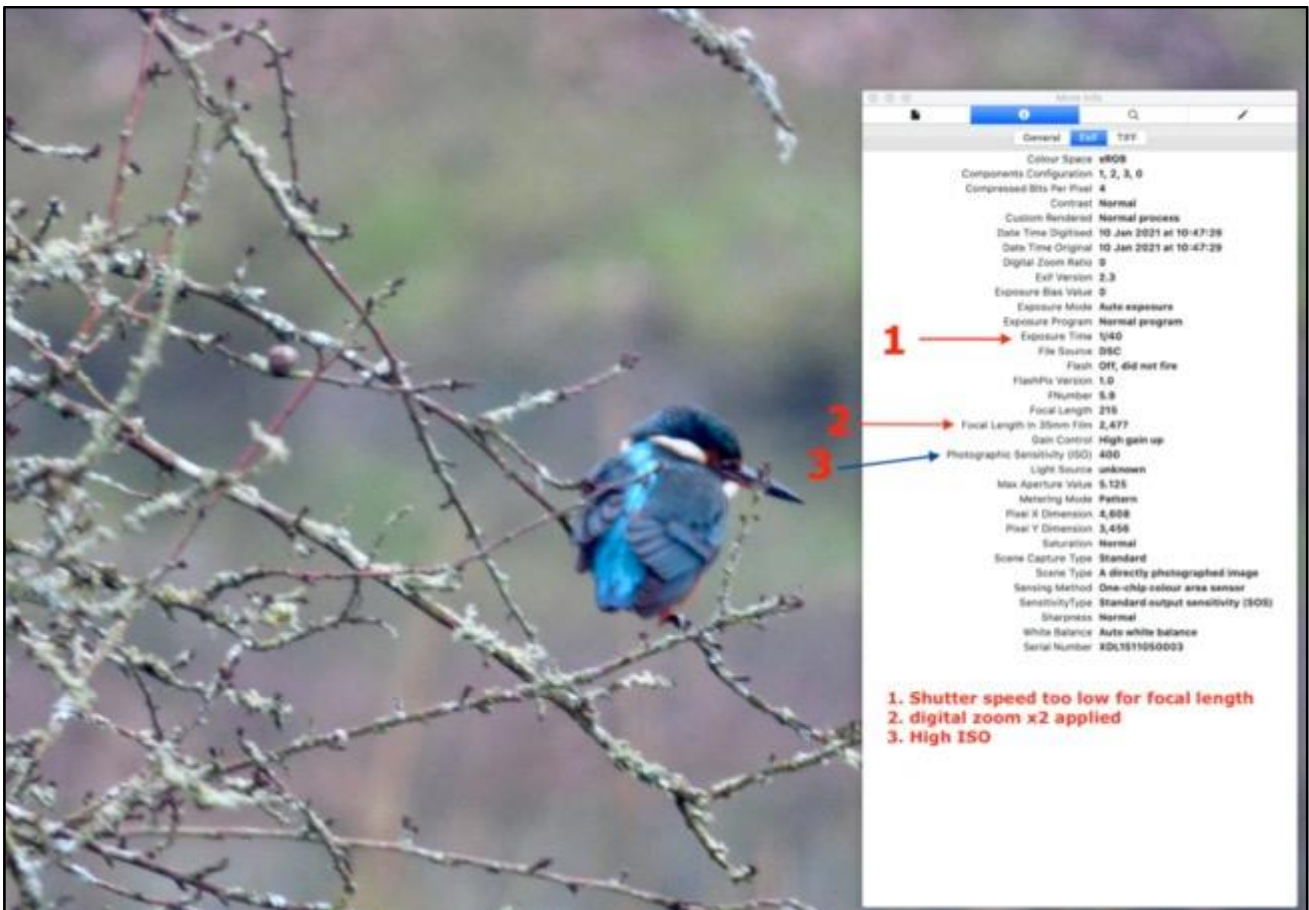 More Info
General Exif TIFF
Colour Space sRGB
Components Configuration 1, 2, 3, 0
Compressed Bits Per Pixel 4
Contrast Normal
Custom Rendered Normal process
Date Time Digitised 10 Jan 2021 at 10:47:29
Date Time Original 10 Jan 2021 at 10:47:29
Digital Zoom Ratio 0
Exif Version 2.3
Exposure Bias Value 0
Exposure Mode Auto exposure
Exposure Program Normal program
1
Exposure Time 1/40
File Source DSC
Flash Off, did not fire
FlashPix Version 1.0
FNumber 5.9
Focal Length 215
2
Focal Length In 35mm Film 2,477
Gain Control High gain up
3
Photographic Sensitivity (ISO) 400
Light Source unknown
Max Aperture Value 5.125
Metering Mode Pattern
Pixel X Dimension 4,608
Pixel Y Dimension 3,456
Saturation Normal
Scene Capture Type Standard
Scene Type A directly photographed image
Sensing Method One-chip colour area sensor
SensitivityType Standard output sensitivity (SOS)
Sharpness Normal
White Balance Auto white balance
Serial Number XDL1511050003
1. Shutter speed too low for focal length
2. digital zoom x2 applied
3. High ISO